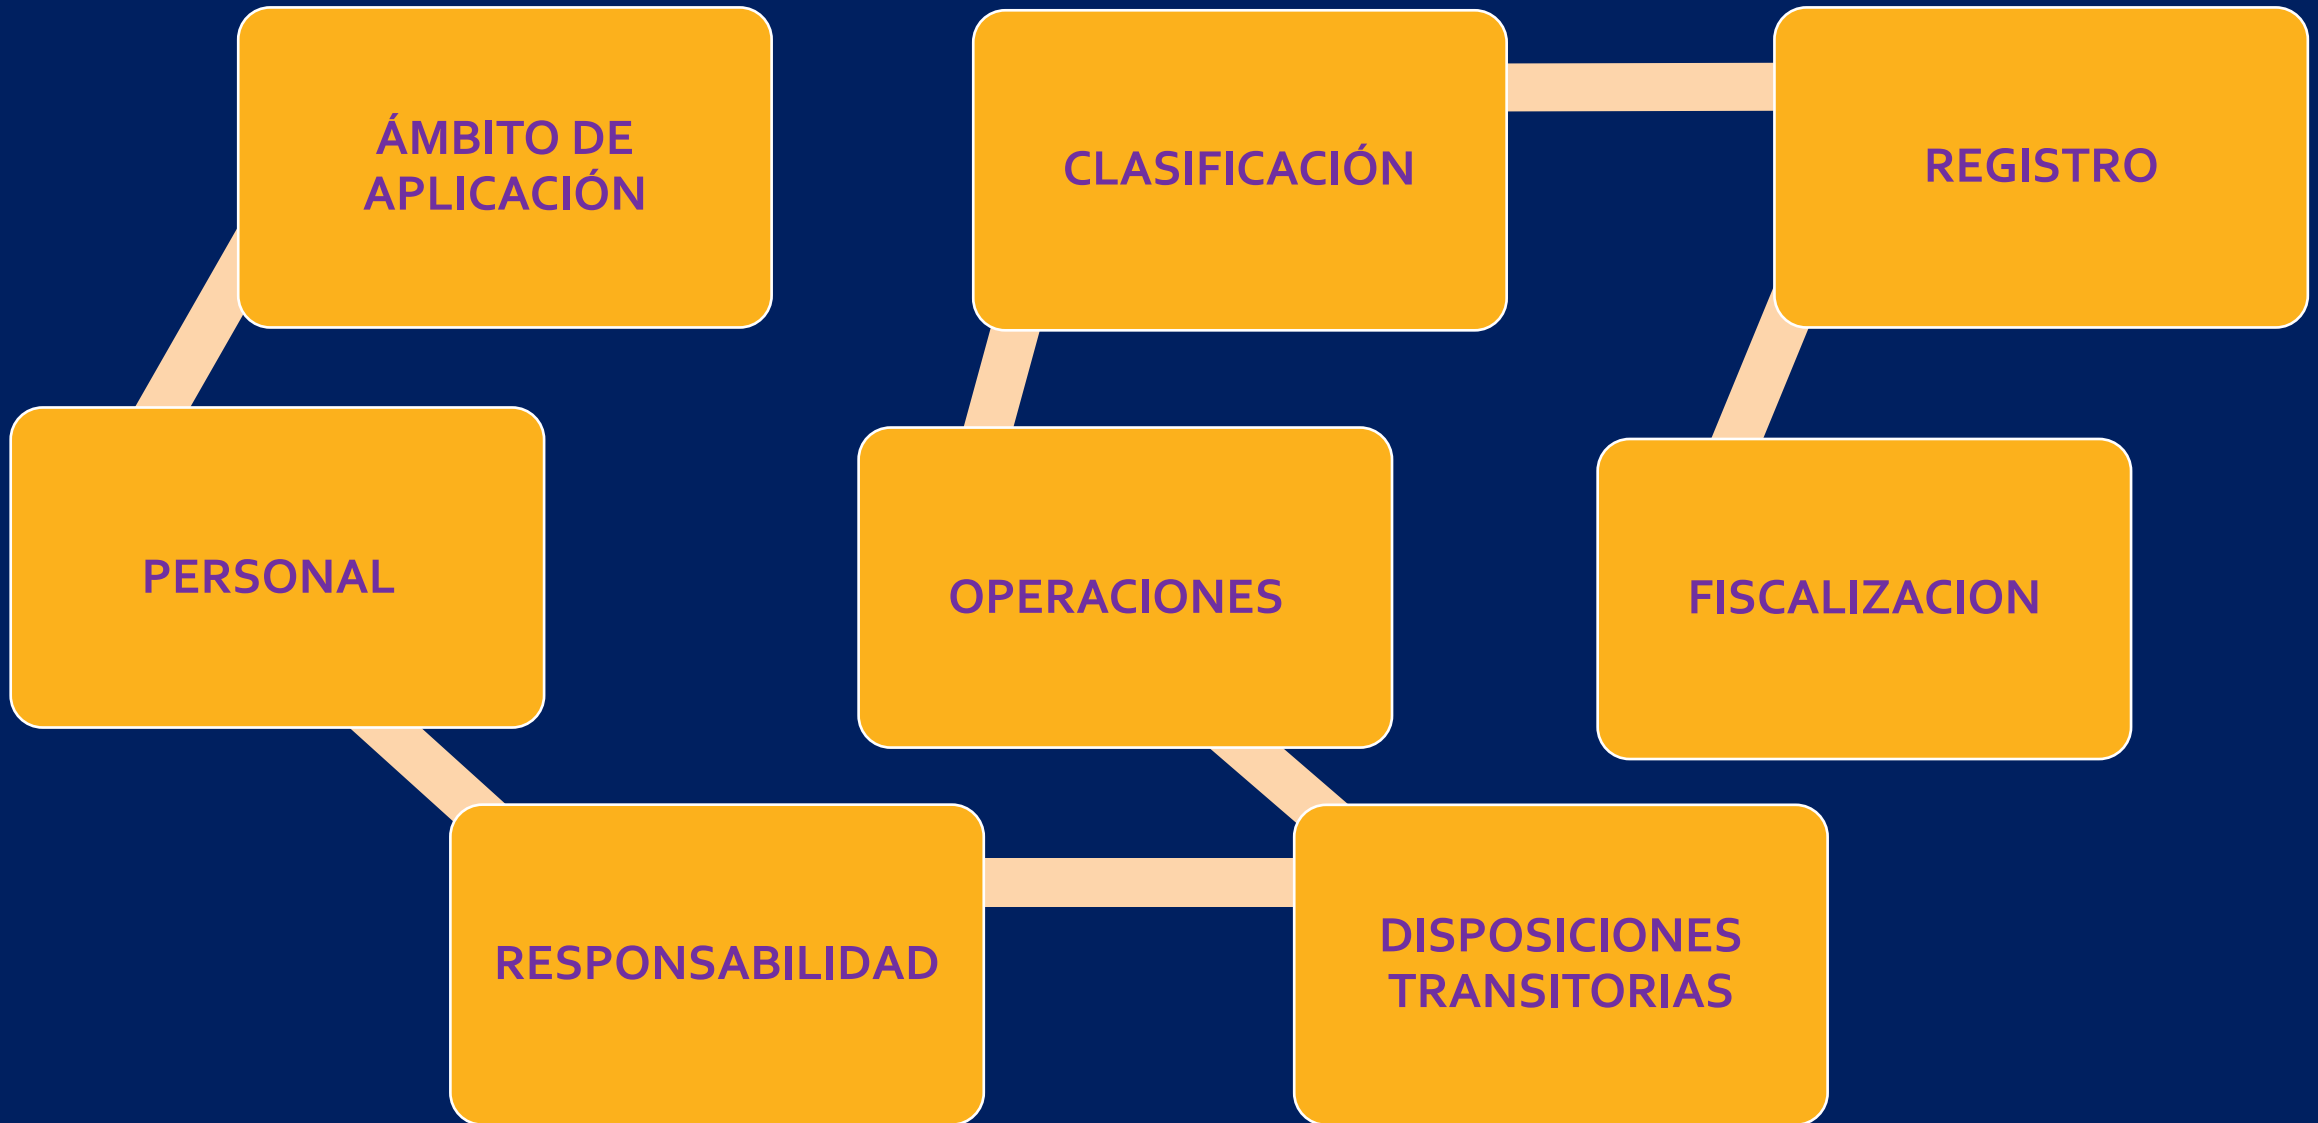 ÁMBITO DE
APLICACIÓN
CLASIFICACIÓN
REGISTRO
PERSONAL
OPERACIONES
FISCALIZACION
RESPONSABILIDAD
DISPOSICIONES
TRANSITORIAS